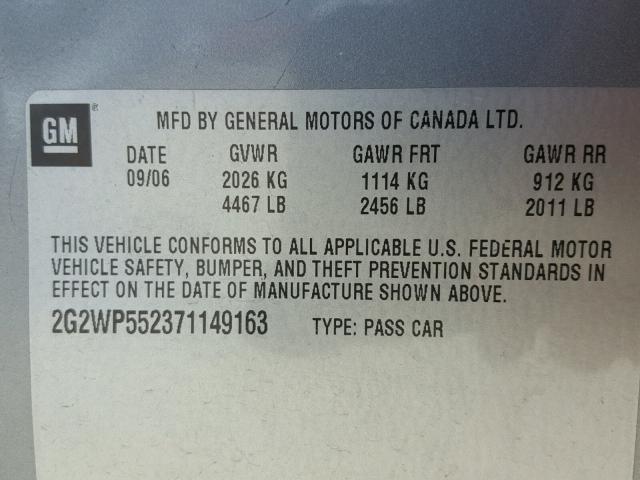 GM®
MFD BY GENERAL MOTORS OF CANADA LTD.
DATE GVWR GAWR FRT GAWR RR
09/06 2026 KG 1114 KG 912 KG
4467 LB 2456 LB 2011 LB
THIS VEHICLE CONFORMS TO ALL APPLICABLE U.S. FEDERAL MOTOR
VEHICLE SAFETY, BUMPER, AND THEFT PREVENTION STANDARDS IN
EFFECT ON THE DATE OF MANUFACTURE SHOWN ABOVE.
2G2WP552371149163 TYPE: PASS CAR